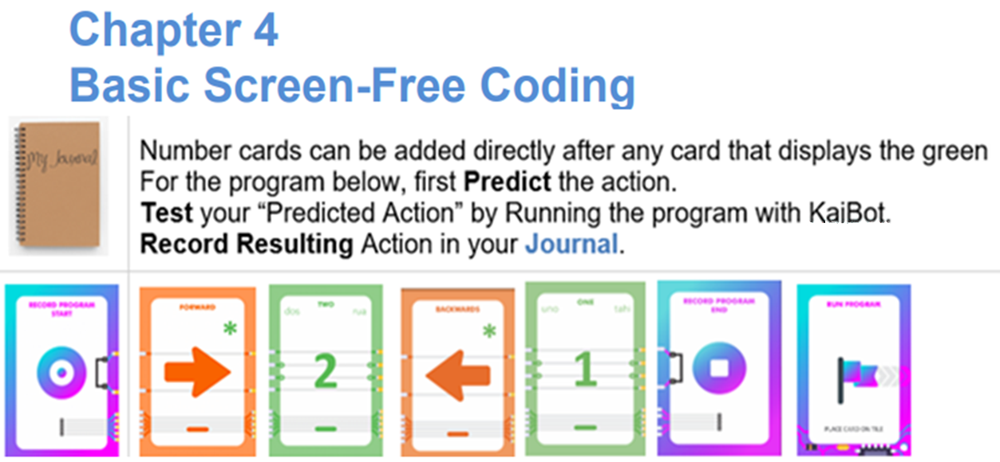 Chapter 4
Basic Screen-Free Coding
My Journal
Number cards can be added directly after any card that displays the green
For the program below, first Predict the action.
Test your “Predicted Action” by Running the program with KaiBot.
Record Resulting Action in your Journal.
RECORD PROGRAM
START
FORWARD
*
TWO
dos
rua
2
BACKWARDS
*
ONE
uno
tahi
1
RECORD PROGRAM
END
RUN PROGRAM
PLACE CARD ON TILE